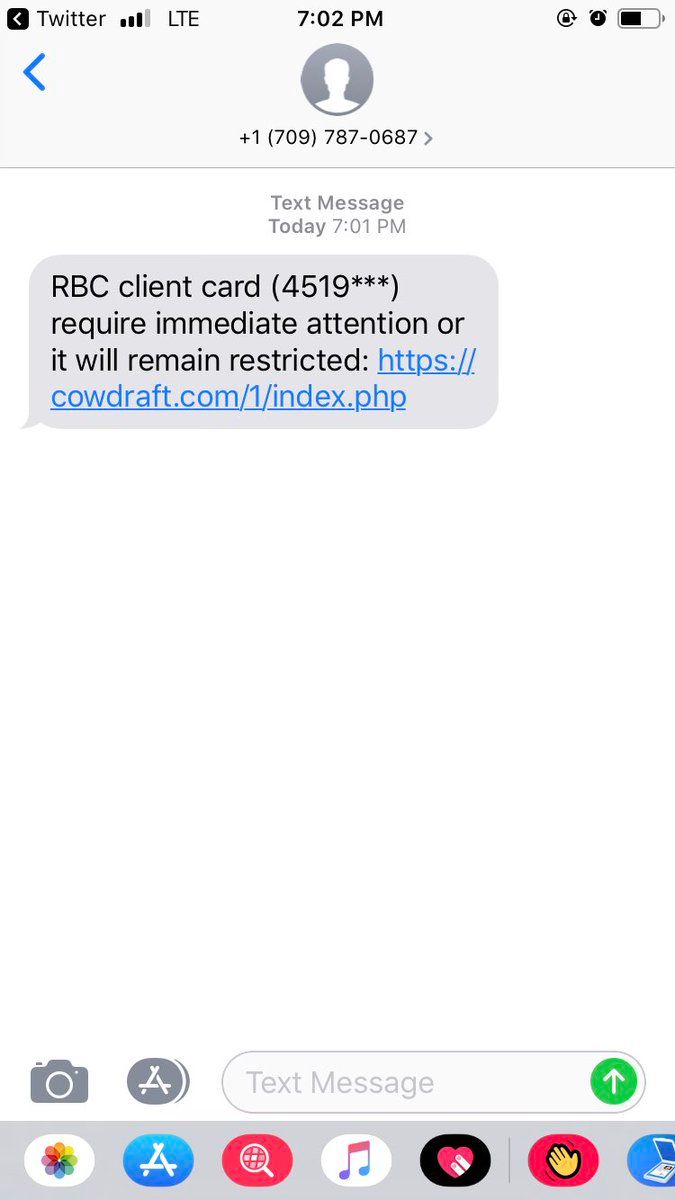 Twitter LTE 7:02 PM
+1 (709) 787-0687
Text Message
Today 7:01 PM
RBC client card (4519***)
require immediate attention or
it will remain restricted: https://
cowdraft.com/1/index.php
Text Message